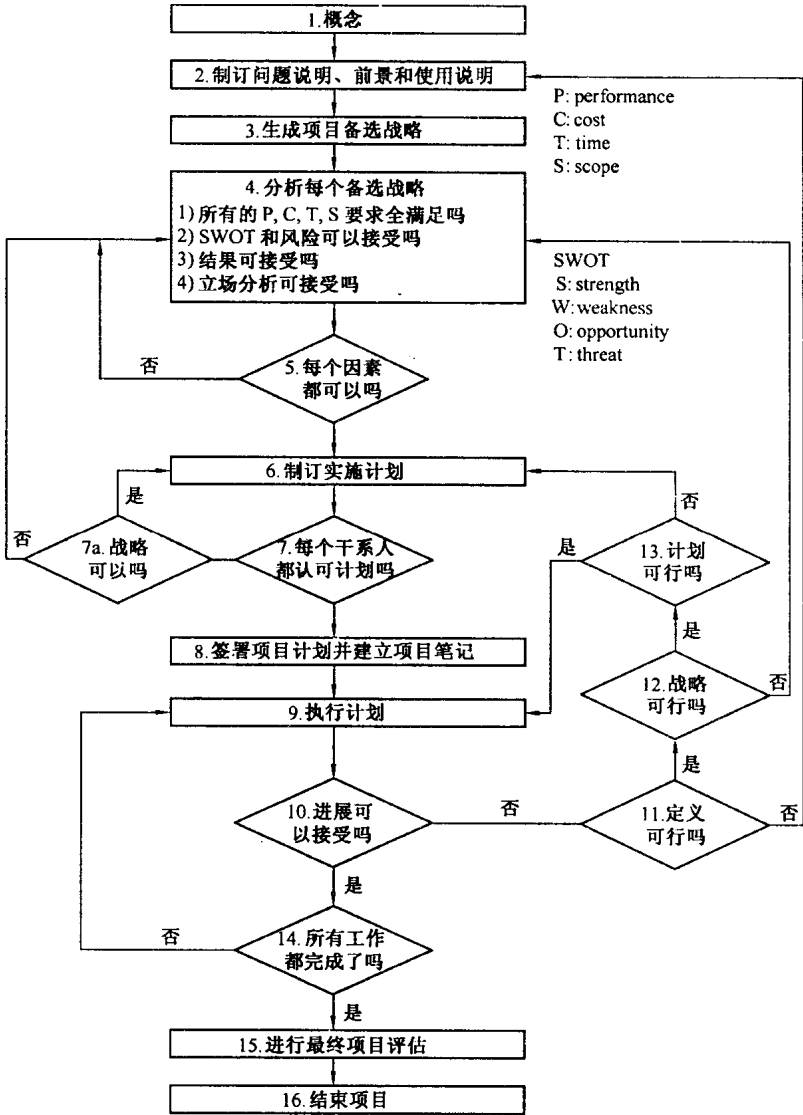 1.概念
2.制订问题说明、前景和使用说明
P: performance
C: cost
T: time
S: scope
3.生成项目备选战略
4.分析每个备选战略
1)所有的 P, C, T, S 要求全满足吗
2)SWOT 和风险可以接受吗
3)结果可接受吗
4)立场分析可接受吗
SWOT
S: strength
W: weakness
O: opportunity
T: threat
否
5.每个因素
都可以吗
6.制订实施计划
是
否
否
7a.战略
可以吗
7.每个干系人
都认可计划吗
是
13.计划
可行吗
是
8.签署项目计划并建立项目笔记
12.战略
可行吗
否
9.执行计划
是
10.进展可
以接受吗
否
11.定义
可行吗
否
是
否
14.所有工作
都完成了吗
是
15.进行最终项目评估
16.结束项目